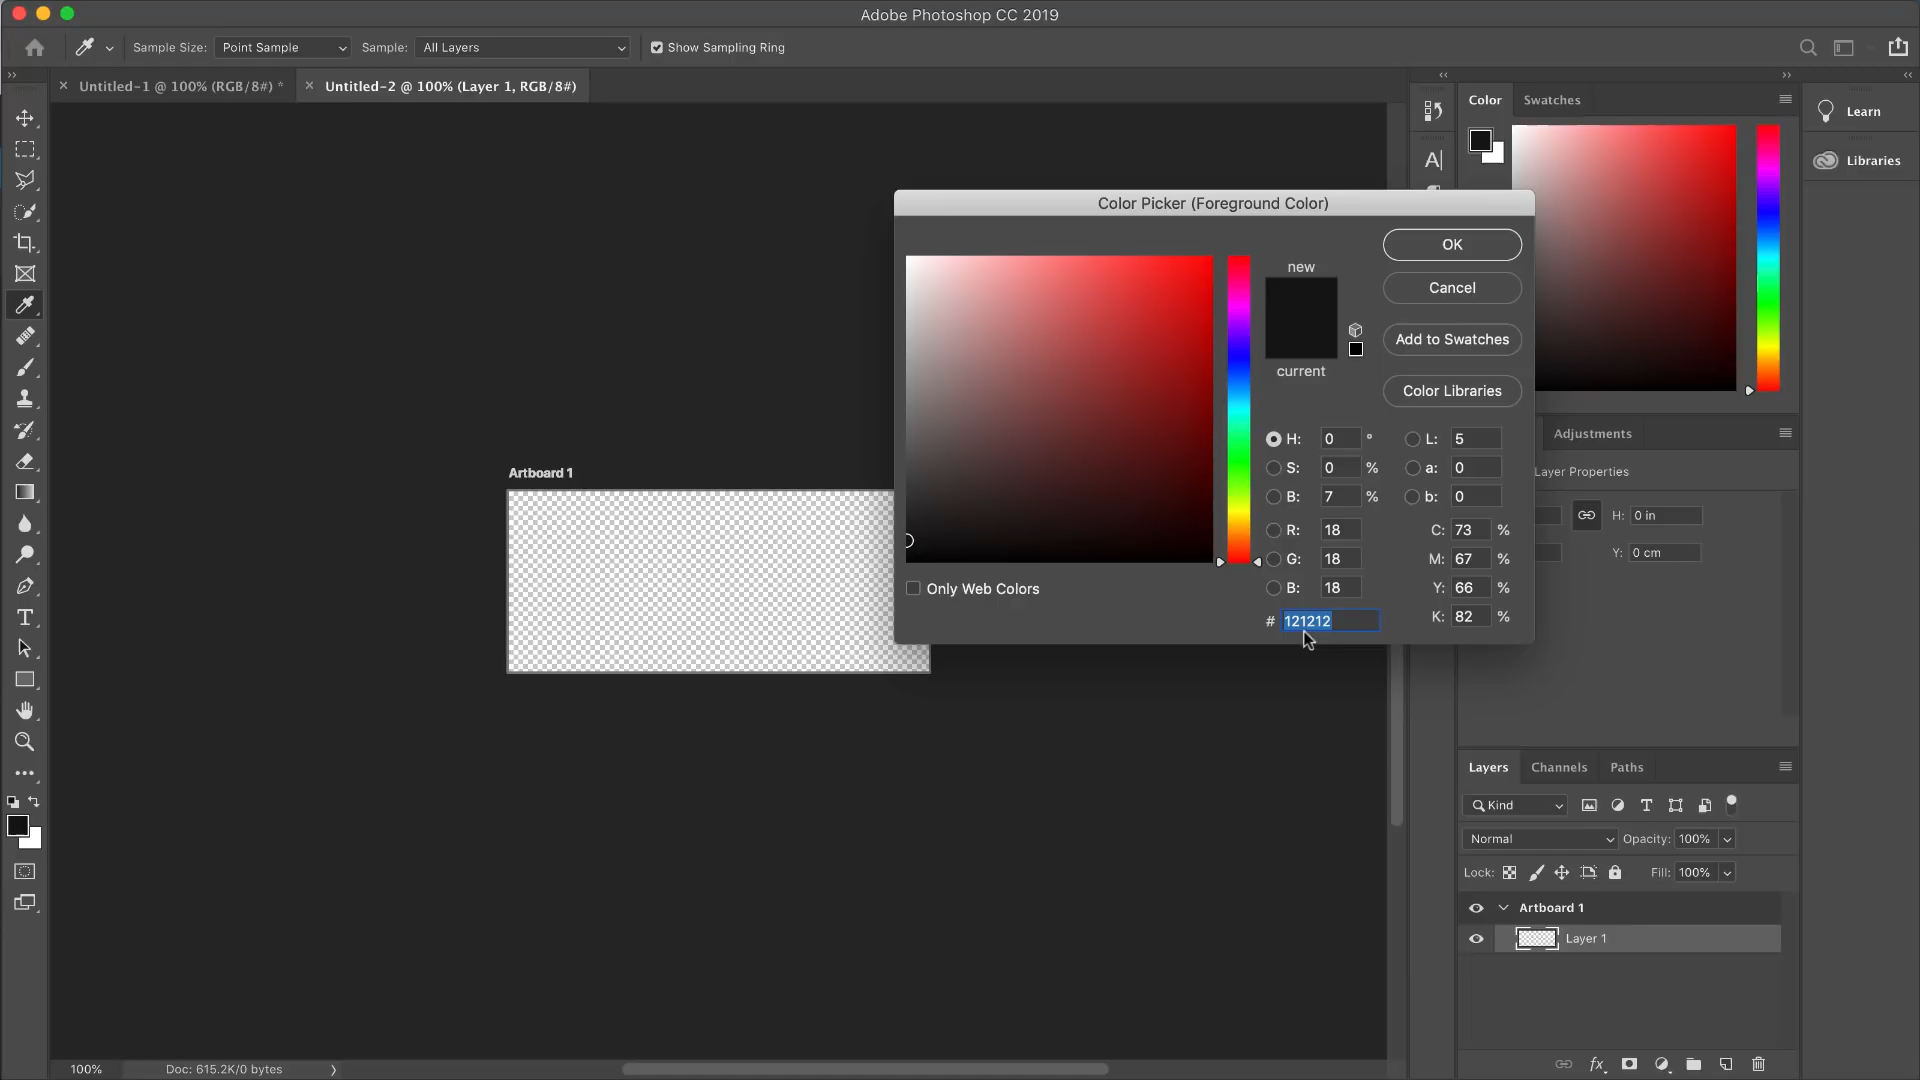 Adobe Photoshop CC 2019
Sample Size: Point Sample Sample: All Layers Show Sampling Ring
Untitled-1 @ 100% (RGB/8#) * Untitled-2 @ 100% (Layer 1, RGB/8#)
Color Swatches
Learn
Libraries
Color Picker (Foreground Color)
OK
new
Cancel
Add to Swatches
current
Color Libraries
H: 0 ° L: 5
S: 0 % a: 0
B: 7 % b: 0
R: 18 C: 73 %
G: 18 M: 67 %
B: 18 Y: 66 %
# 121212 K: 82 %
Only Web Colors
Adjustments
Layer Properties
H: 0 in
Y: 0 cm
Artboard 1
Layers Channels Paths
Kind
Normal Opacity: 100%
Lock: Fill: 100%
Artboard 1
Layer 1
100% Doc: 615.2K/0 bytes